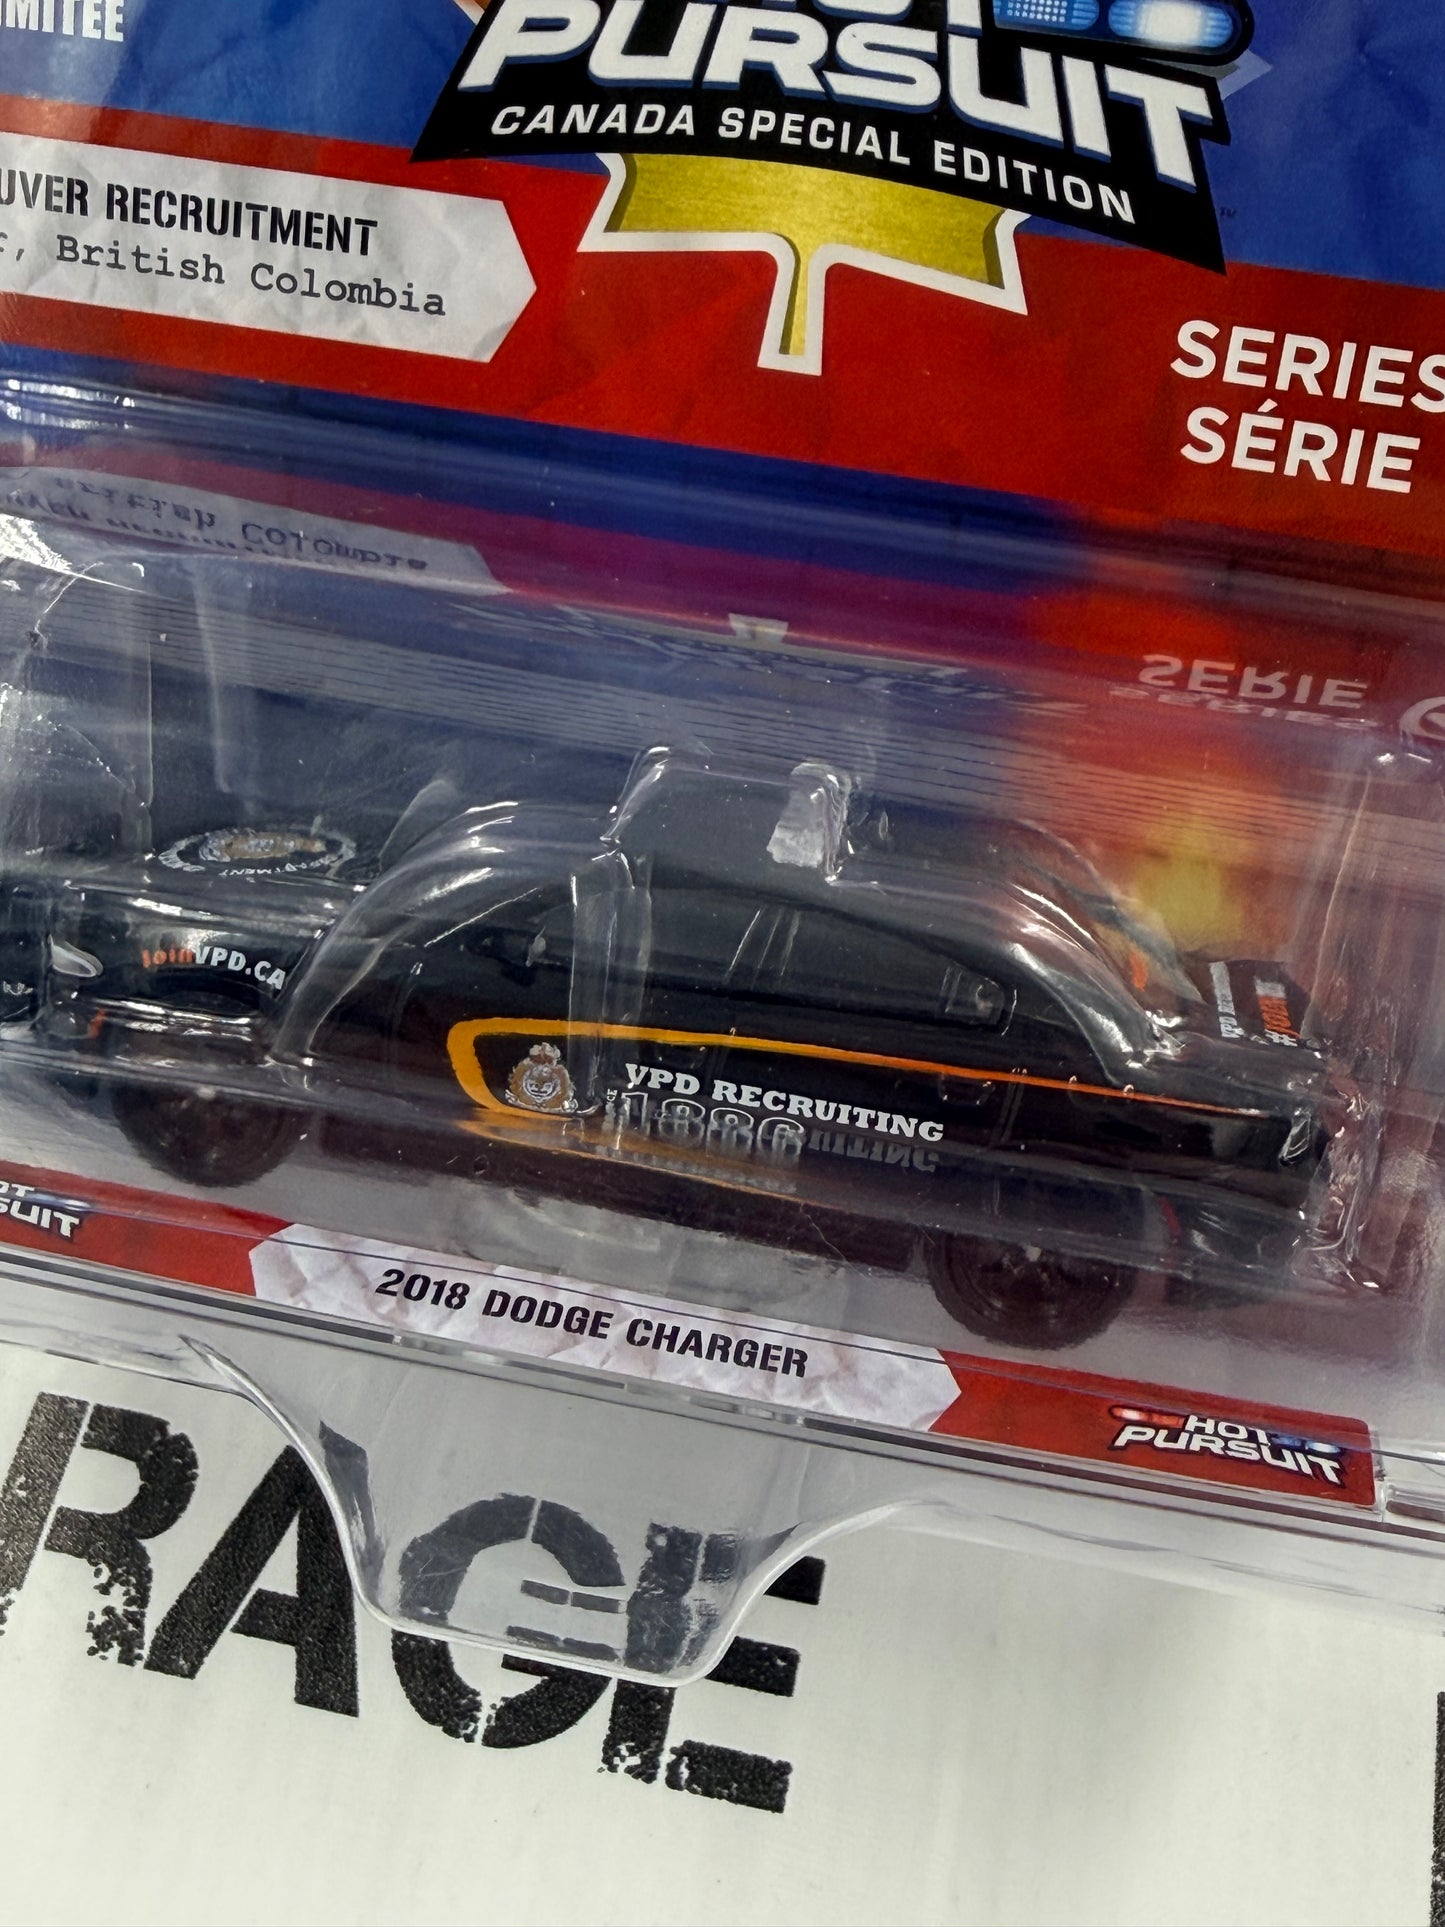 PURSUIT
CANADA SPECIAL EDITION
UVER RECRUITMENT
, British Colombia
SERIES
SÉRIE
joinVPD.CA
VPD RECRUITING
1886
2018 DODGE CHARGER
HOT
PURSUIT
RAGE